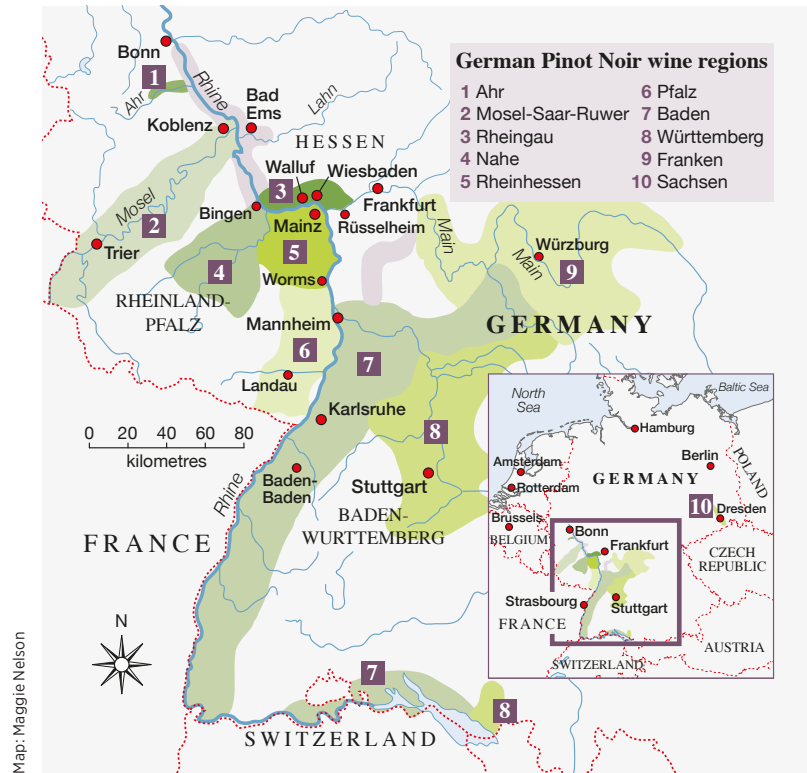 German Pinot Noir wine regions
1 Ahr
2 Mosel-Saar-Ruwer
3 Rheingau
4 Nahe
5 Rheinhessen
6 Pfalz
7 Baden
8 Württemberg
9 Franken
10 Sachsen
Bonn
1
Ahr
Rhine
Bad
Ems
Lahn
Koblenz
HESSEN
Walluf
Wiesbaden
3
Frankfurt
Bingen
Mainz
Rüsselheim
Mosel
2
Trier
4
5
Main
Würzburg
Main
9
Worms
RHEINLAND-
PFALZ
Mannheim
GERMANY
6
7
Landau
Karlsruhe
0 20 40 60 80
kilometres
8
Rhine
Baden-
Baden
Stuttgart
BADEN-
WURTTEMBERG
FRANCE
N
7
8
SWITZERLAND
North
Sea
Baltic Sea
Hamburg
Berlin
POLAND
Amsterdam
GERMANY
Rotterdam
10
Dresden
Brussels
BELGIUM
Bonn
Frankfurt
CZECH
REPUBLIC
Strasbourg
Stuttgart
FRANCE
AUSTRIA
SWITZERLAND
Map: Maggie Nelson